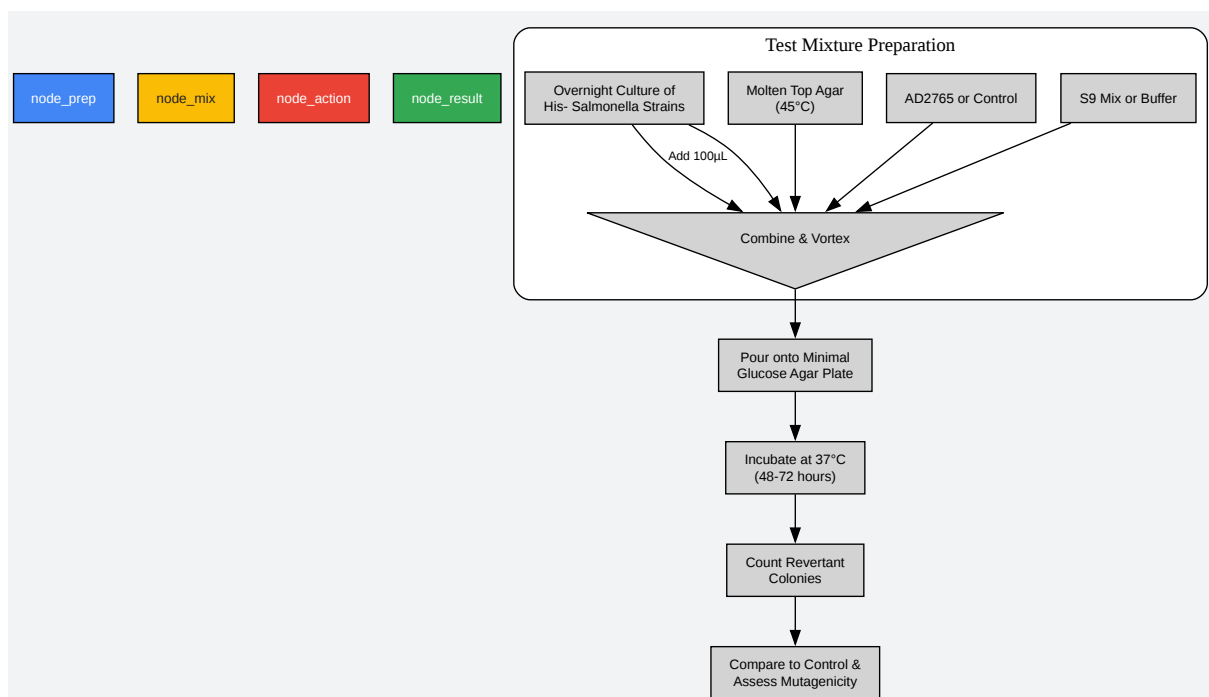 Test Mixture Preparation
node_prep
node_mix
node_action
node_result
Overnight Culture of
His- Salmonella Strains
Molten Top Agar
(45°C)
AD2765 or Control
S9 Mix or Buffer
Add 100µL
Combine & Vortex
Pour onto Minimal
Glucose Agar Plate
Incubate at 37°C
(48-72 hours)
Count Revertant
Colonies
Compare to Control &
Assess Mutagenicity